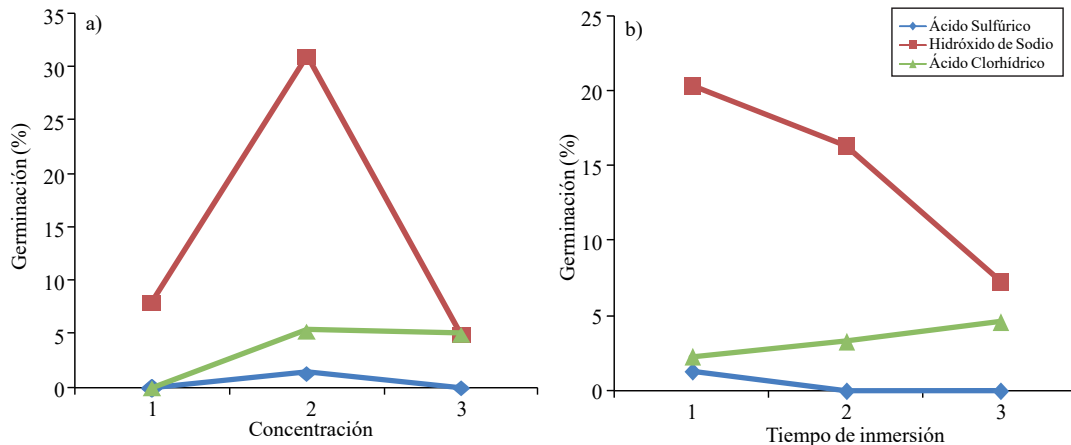 a)
35
30
35
20
15
10
5
0
Germinación (%)
1
2
3
Concentración
b)
25
20
15
10
5
0
Germinación (%)
1
2
3
Tiempo de inmersión
Ácido Sulfúrico
Hidróxido de Sodio
Ácido Clorhídrico